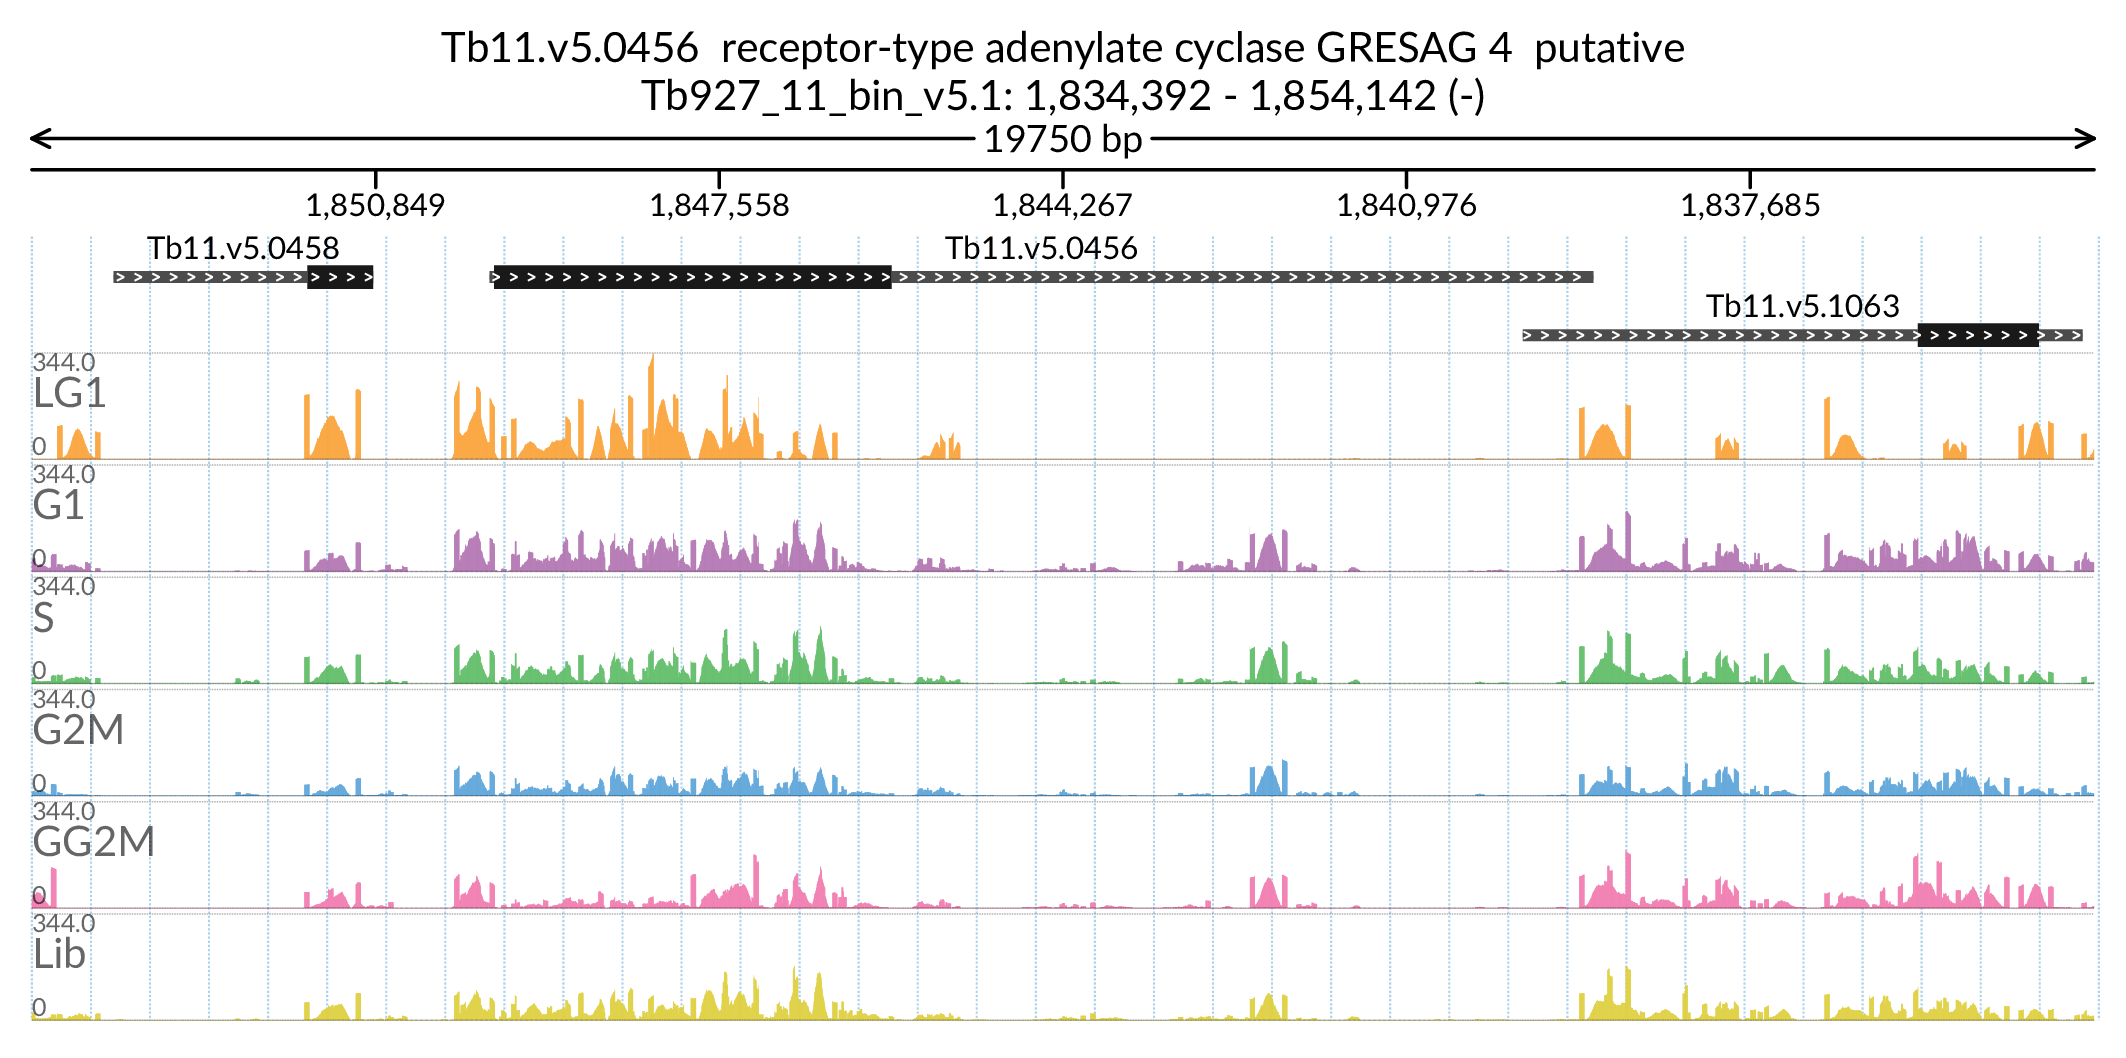 Tb11.v5.0456 receptor-type adenylate cyclase GRESAG 4 putative
Tb927_11_bin_v5.1: 1,834,392 - 1,854,142 (-)
19750 bp
1,850,849 1,847,558 1,844,267 1,840,976 1,837,685
Tb11.v5.0458 Tb11.v5.0456
Tb11.v5.1063
344.0
LG1
0
344.0
G1
0
344.0
S
0
344.0
G2M
0
344.0
GG2M
0
344.0
Lib
0